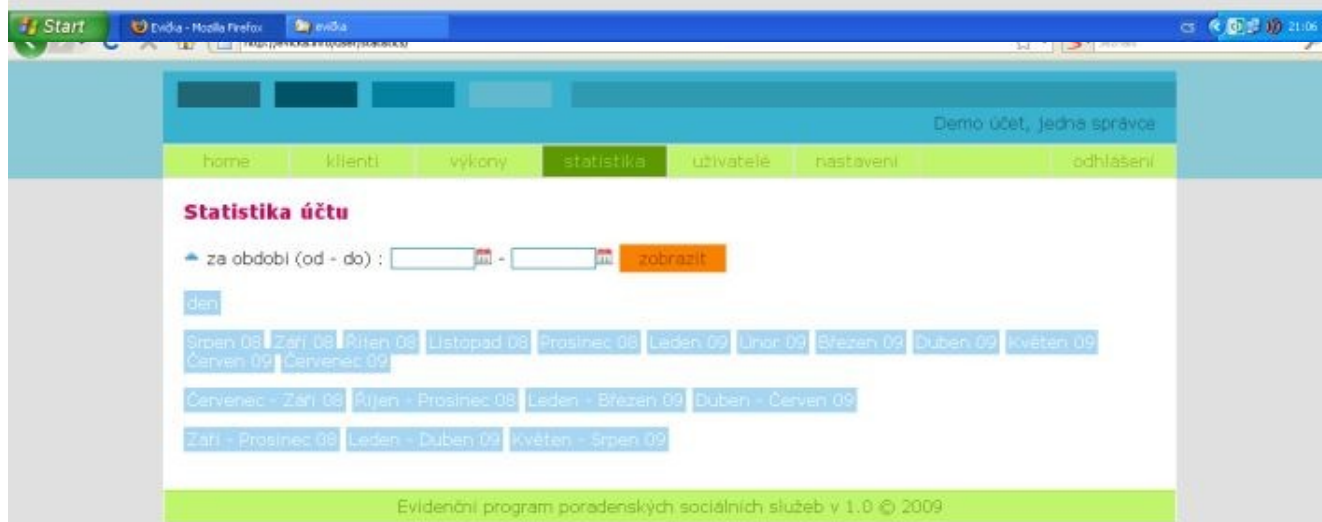 Start Evička - Mozilla Firefox evička CS 21:06
Demo účet, jedna správce
home klienti výkony statistika uživatelé nastavení odhlášení
Statistika účtu
za období (od - do) : - zobrazit
den
Srpen 08 Září 08 Říjen 08 Listopad 08 Prosinec 08 Leden 09 Únor 09 Březen 09 Duben 09 Květen 09
Červen 09 Červenec 09
Červenec - Září 08 Říjen - Prosinec 08 Leden - Březen 09 Duben - Červen 09
Září - Prosinec 08 Leden - Duben 09 Květen - Srpen 09
Evidenční program poradenských sociálních služeb v 1.0 © 2009